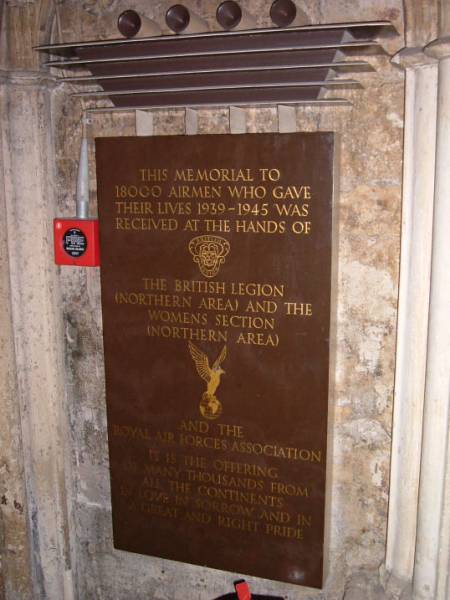 THIS MEMORIAL TO
18000 AIRMEN WHO GAVE
THEIR LIVES 1939-1945 WAS
RECEIVED AT THE HANDS OF
THE BRITISH LEGION
(NORTHERN AREA) AND THE
WOMENS SECTION
(NORTHERN AREA)
AND THE
ROYAL AIR FORCES ASSOCIATION
IT IS THE OFFERING
OF MANY THOUSANDS FROM
ALL THE CONTINENTS
IN LOVE IN SORROW AND IN
A GREAT AND RIGHT PRIDE